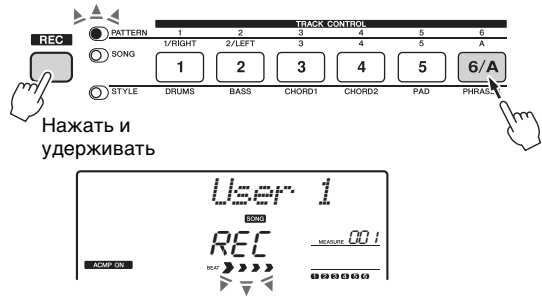 TRACK CONTROL
REC PATTERN 1 2 3 4 5 6
SONG 1/RIGHT 2/LEFT 3 4 5 A
1 2 3 4 5 6/A
STYLE DRUMS BASS CHORD1 CHORD2 PAD
Нажать и
удерживать
User 1
SONG
REC MEASURE 001
ACMP ON BEAT 1 2 3 4 5 6